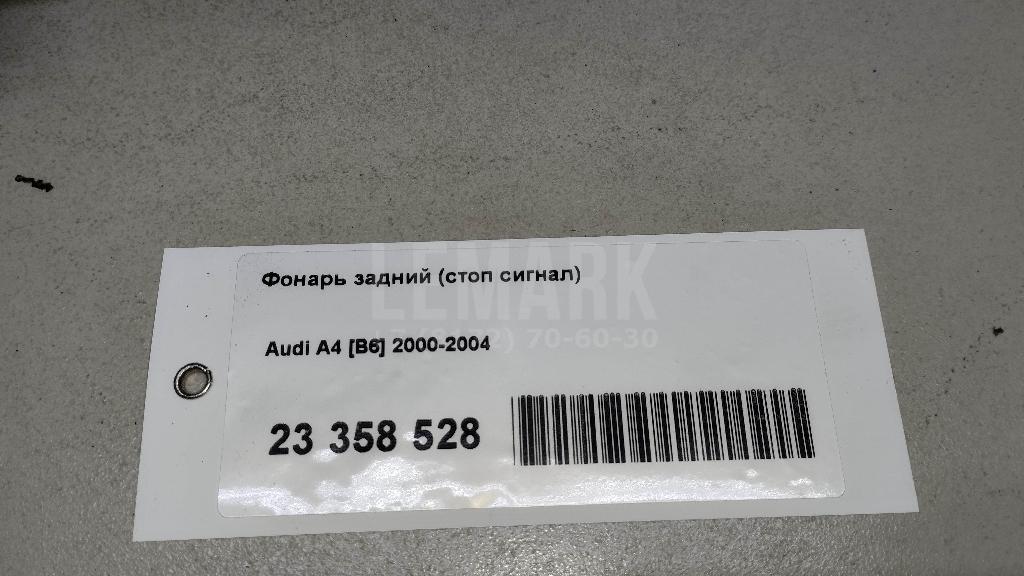 LEMARK
Фонарь задний (стоп сигнал)
70-60-30
Audi A4 [B6] 2000-2004
23 358 528